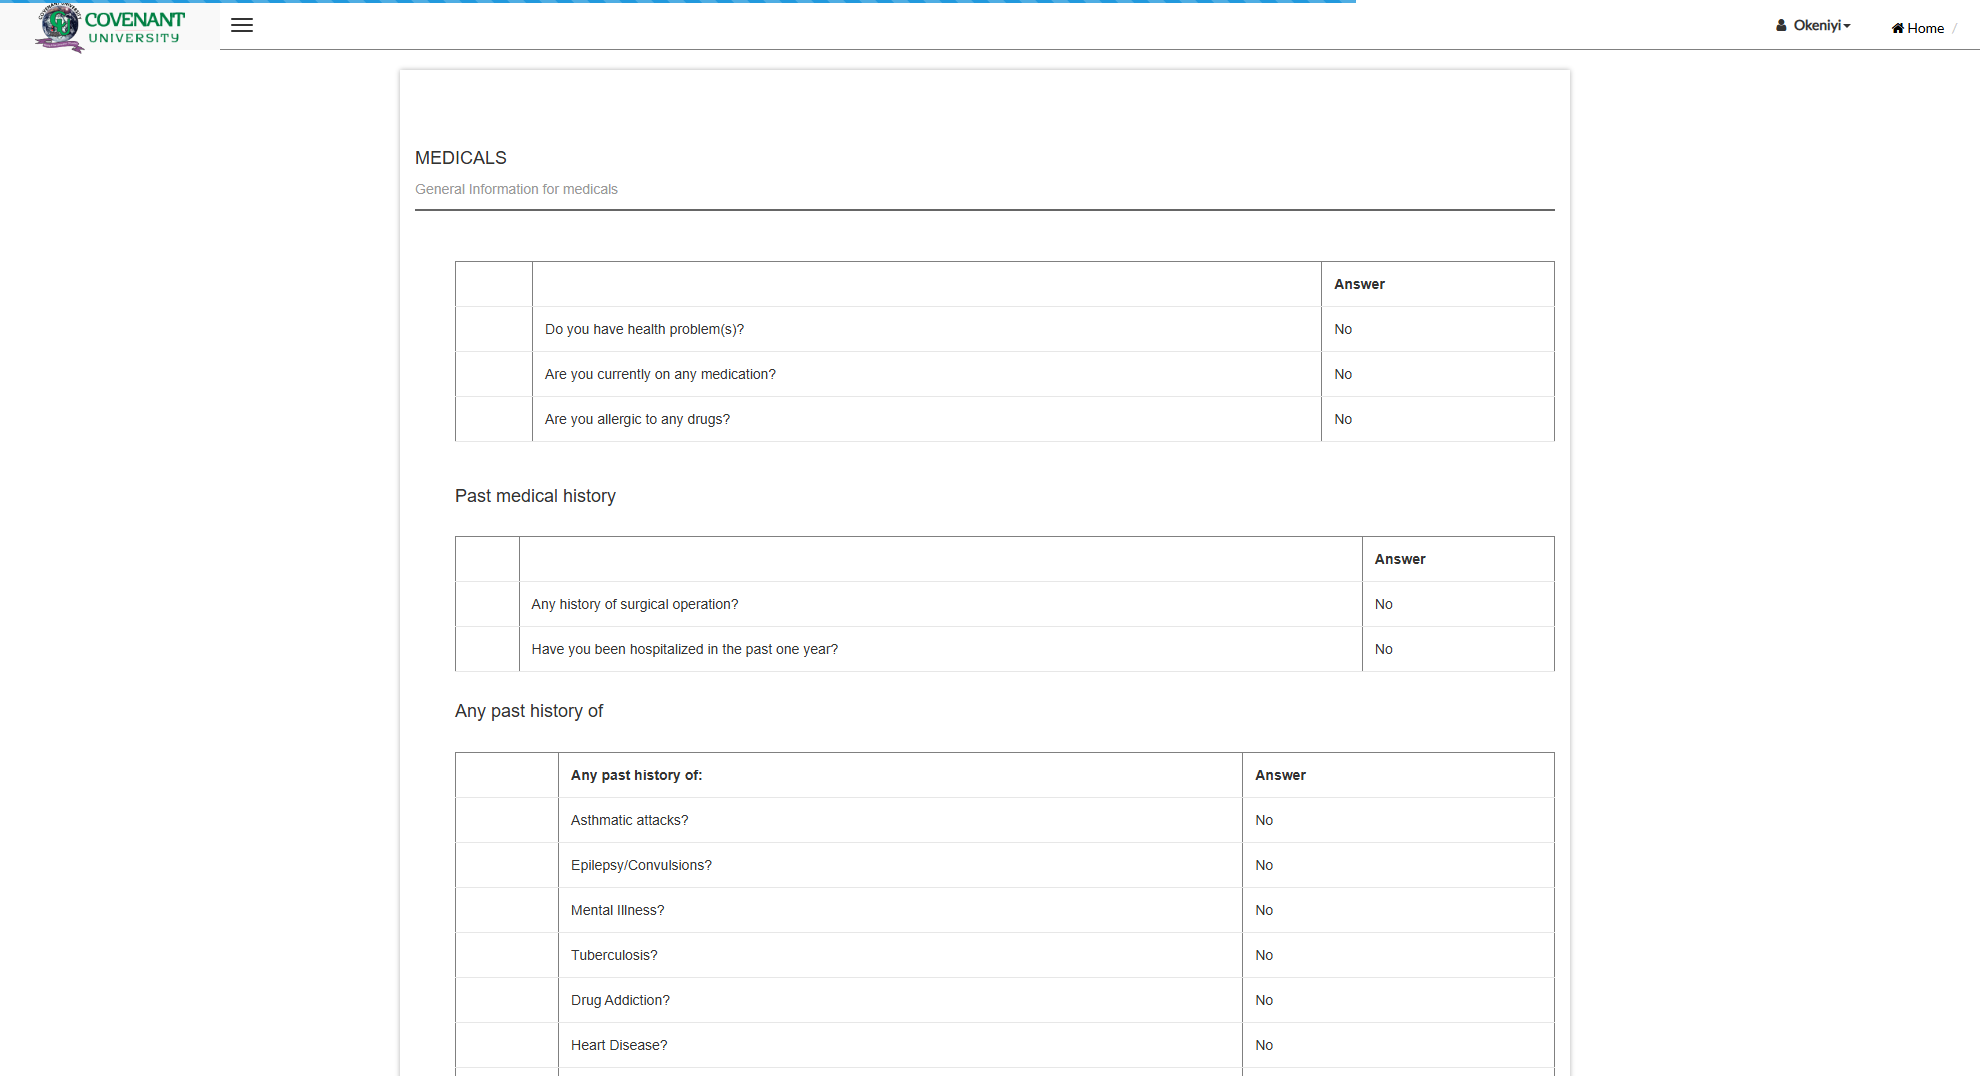 COVENANT
UNIVERSITY
Okeniyi
Home /
MEDICALS
General Information for medicals
Answer
Do you have health problem(s)? No
Are you currently on any medication? No
Are you allergic to any drugs? No
Past medical history
Answer
Any history of surgical operation? No
Have you been hospitalized in the past one year? No
Any past history of
Any past history of: Answer
Asthmatic attacks? No
Epilepsy/Convulsions? No
Mental Illness? No
Tuberculosis? No
Drug Addiction? No
Heart Disease? No